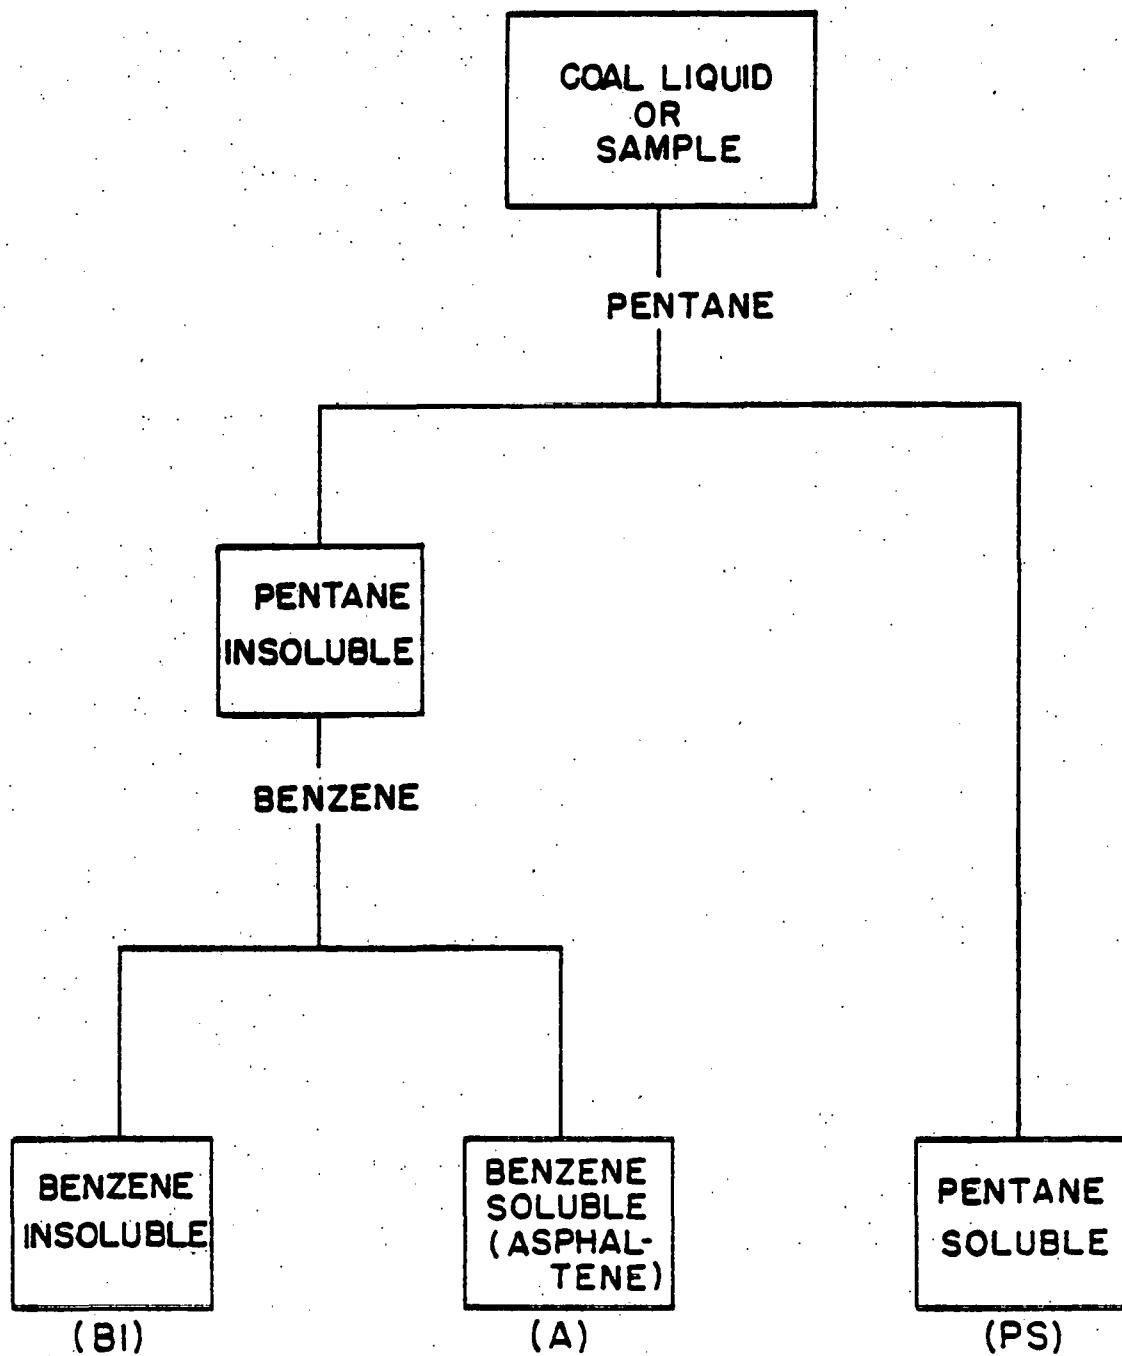 COAL LIQUID
OR
SAMPLE
PENTANE
PENTANE
INSOLUBLE
BENZENE
BENZENE
INSOLUBLE
(BI)
BENZENE
SOLUBLE
(ASPHAL-
TENE)
(A)
PENTANE
SOLUBLE
(PS)